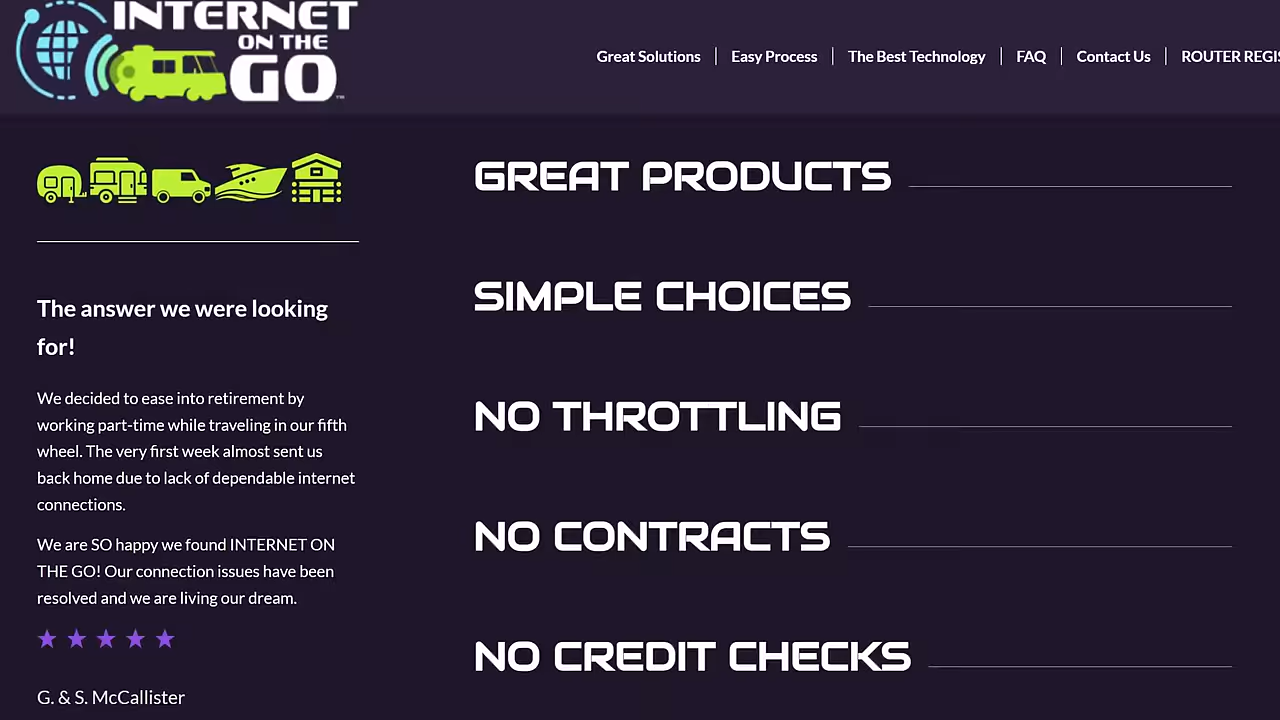 INTERNET
ON THE
GO™
Great Solutions
Easy Process
The Best Technology
FAQ
Contact Us
ROUTER REGIS
The answer we were looking
for!
We decided to ease into retirement by
working part-time while traveling in our fifth
wheel. The very first week almost sent us
back home due to lack of dependable internet
connections.
We are SO happy we found INTERNET ON
THE GO! Our connection issues have been
resolved and we are living our dream.
G. & S. McCallister
GREAT PRODUCTS
SIMPLE CHOICES
NO THROTTLING
NO CONTRACTS
NO CREDIT CHECKS